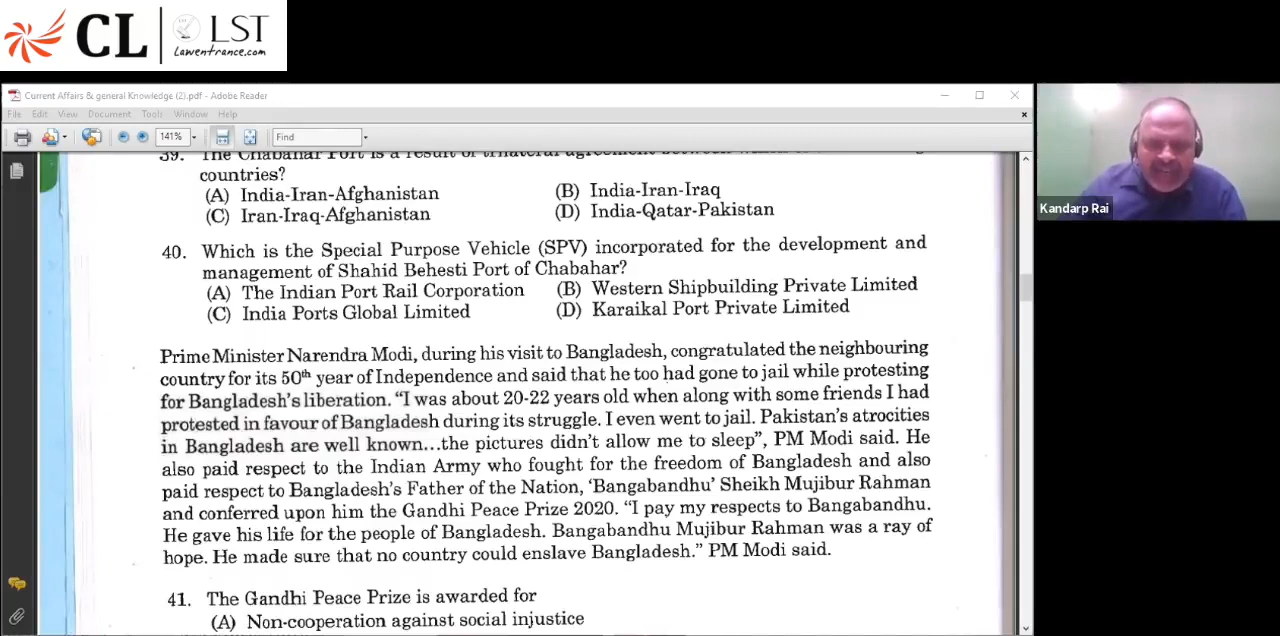 CL LST
Lawentrance.com
Current Affairs & general Knowledge (2).pdf - Adobe Reader
File Edit View Document Tools Window Help
141% Find
39. The Chabahar Port is a result of trilateral agreement between which
countries?
(A) India-Iran-Afghanistan (B) India-Iran-Iraq
(C) Iran-Iraq-Afghanistan (D) India-Qatar-Pakistan
40. Which is the Special Purpose Vehicle (SPV) incorporated for the development and
management of Shahid Behesti Port of Chabahar?
(A) The Indian Port Rail Corporation (B) Western Shipbuilding Private Limited
(C) India Ports Global Limited (D) Karaikal Port Private Limited
Prime Minister Narendra Modi, during his visit to Bangladesh, congratulated the neighbouring
country for its 50th year of Independence and said that he too had gone to jail while protesting
for Bangladesh's liberation. "I was about 20-22 years old when along with some friends I had
protested in favour of Bangladesh during its struggle. I even went to jail. Pakistan's atrocities
in Bangladesh are well known...the pictures didn't allow me to sleep", PM Modi said. He
also paid respect to the Indian Army who fought for the freedom of Bangladesh and also
paid respect to Bangladesh's Father of the Nation, 'Bangabandhu' Sheikh Mujibur Rahman
and conferred upon him the Gandhi Peace Prize 2020. "I pay my respects to Bangabandhu.
He gave his life for the people of Bangladesh. Bangabandhu Mujibur Rahman was a ray of
hope. He made sure that no country could enslave Bangladesh." PM Modi said.
41. The Gandhi Peace Prize is awarded for
(A) Non-cooperation against social injustice
Kandarp Rai